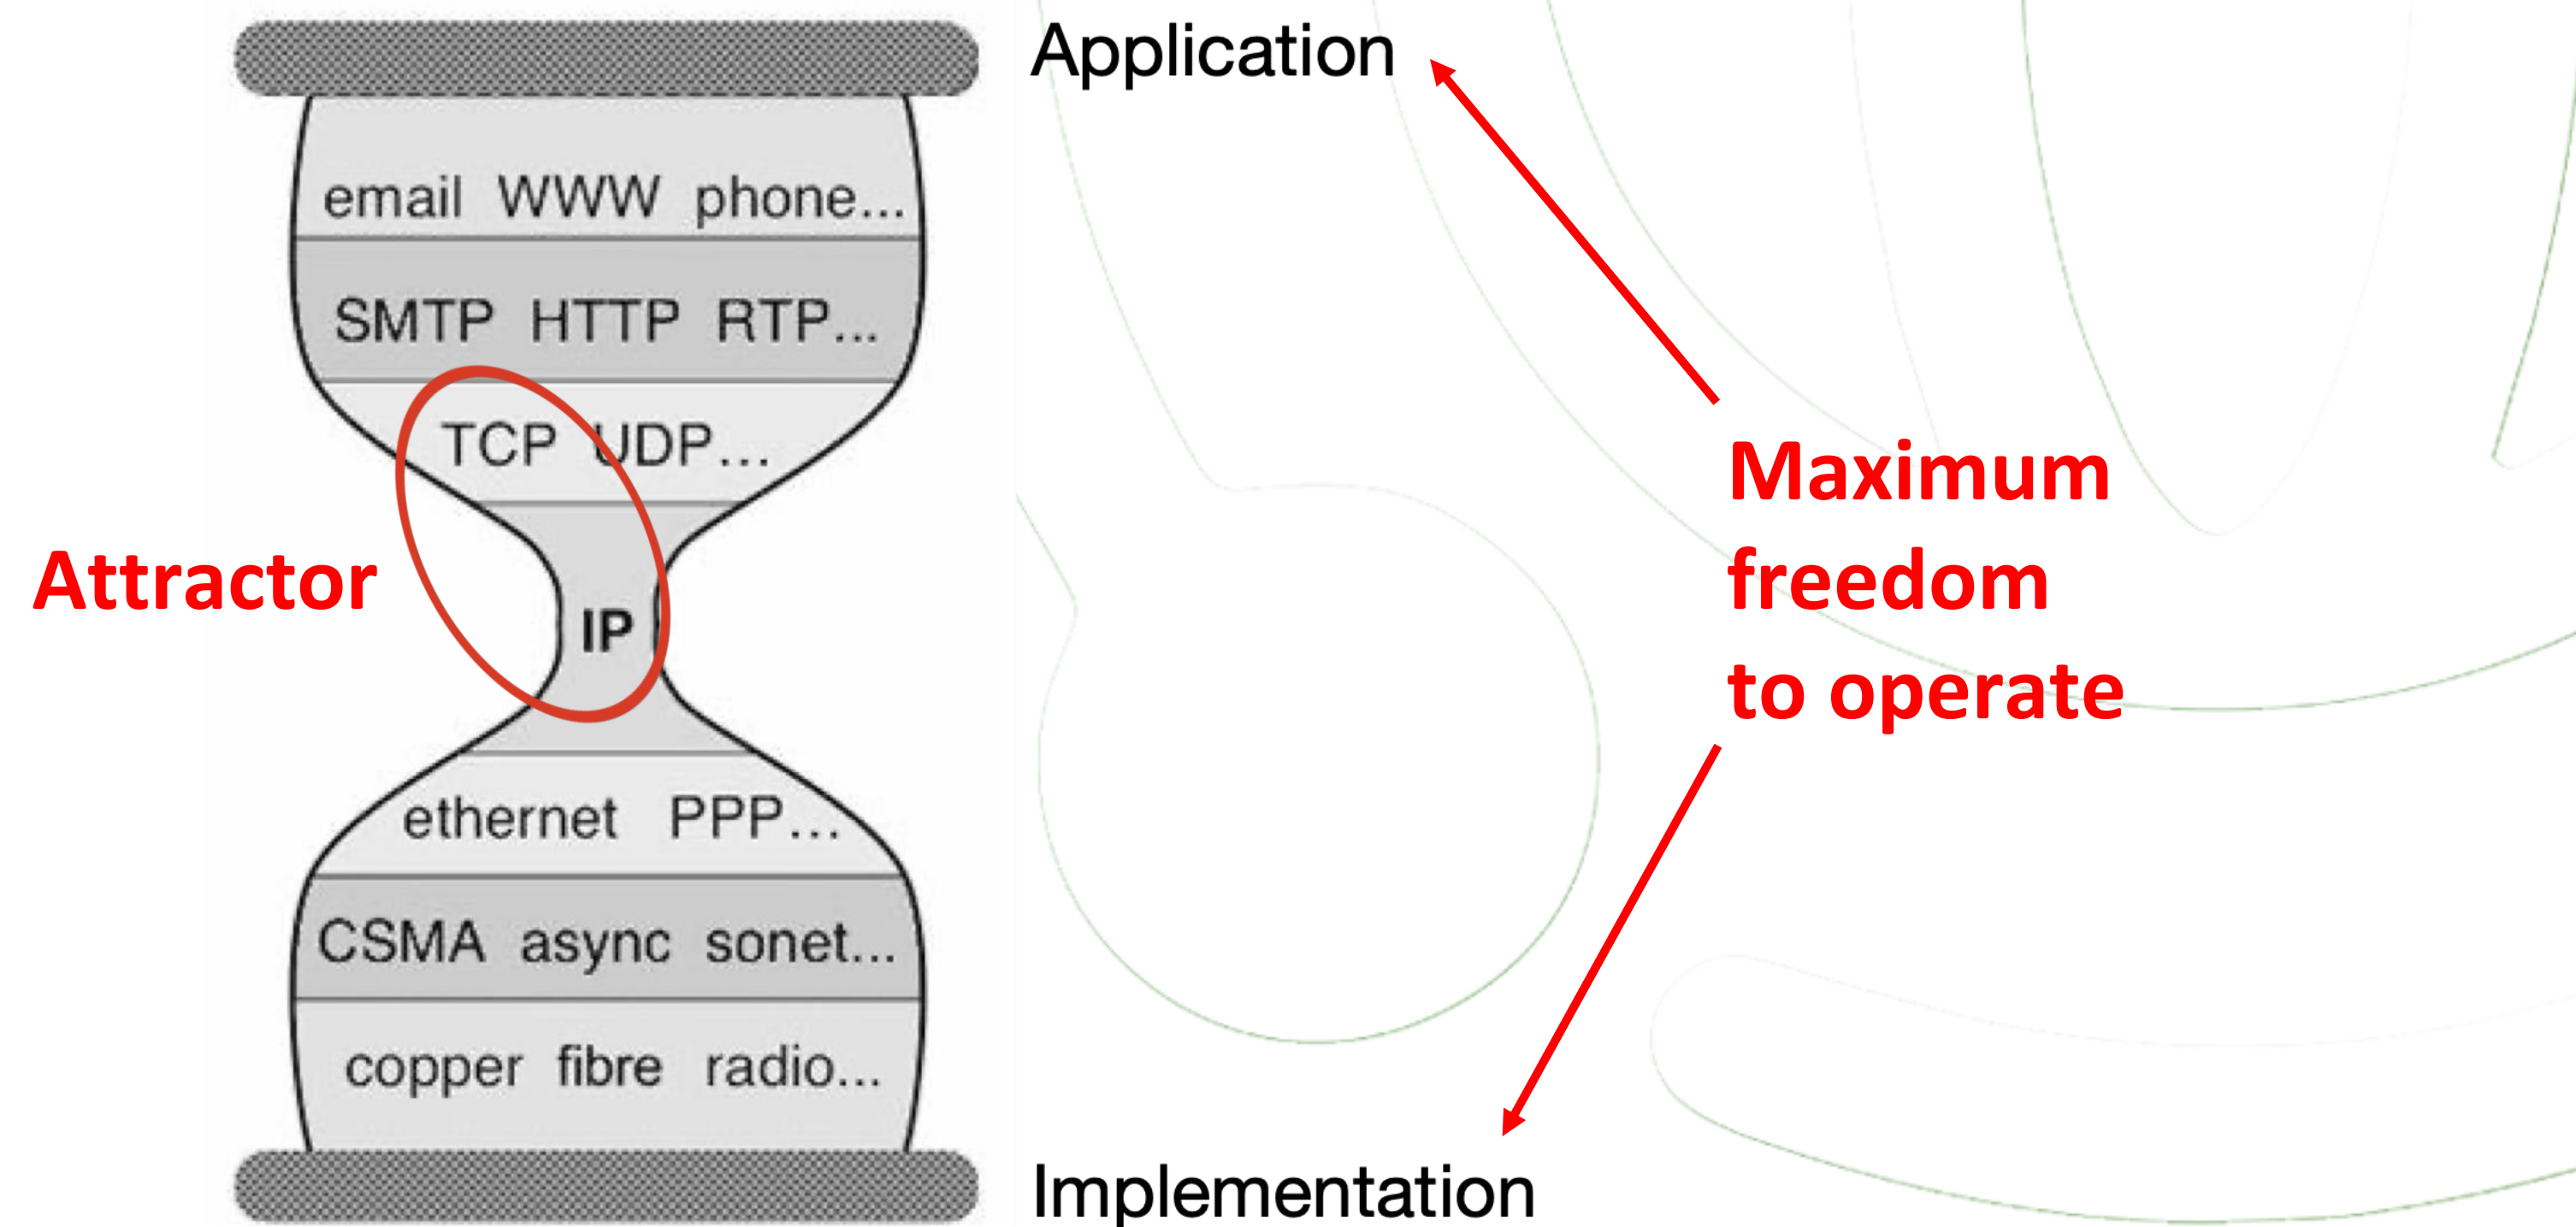 Application
email WWW phone...
SMTP HTTP RTP...
TCP UDP...
Attractor
IP
Maximum
freedom
to operate
ethernet PPP...
CSMA async sonet...
copper fibre radio...
Implementation